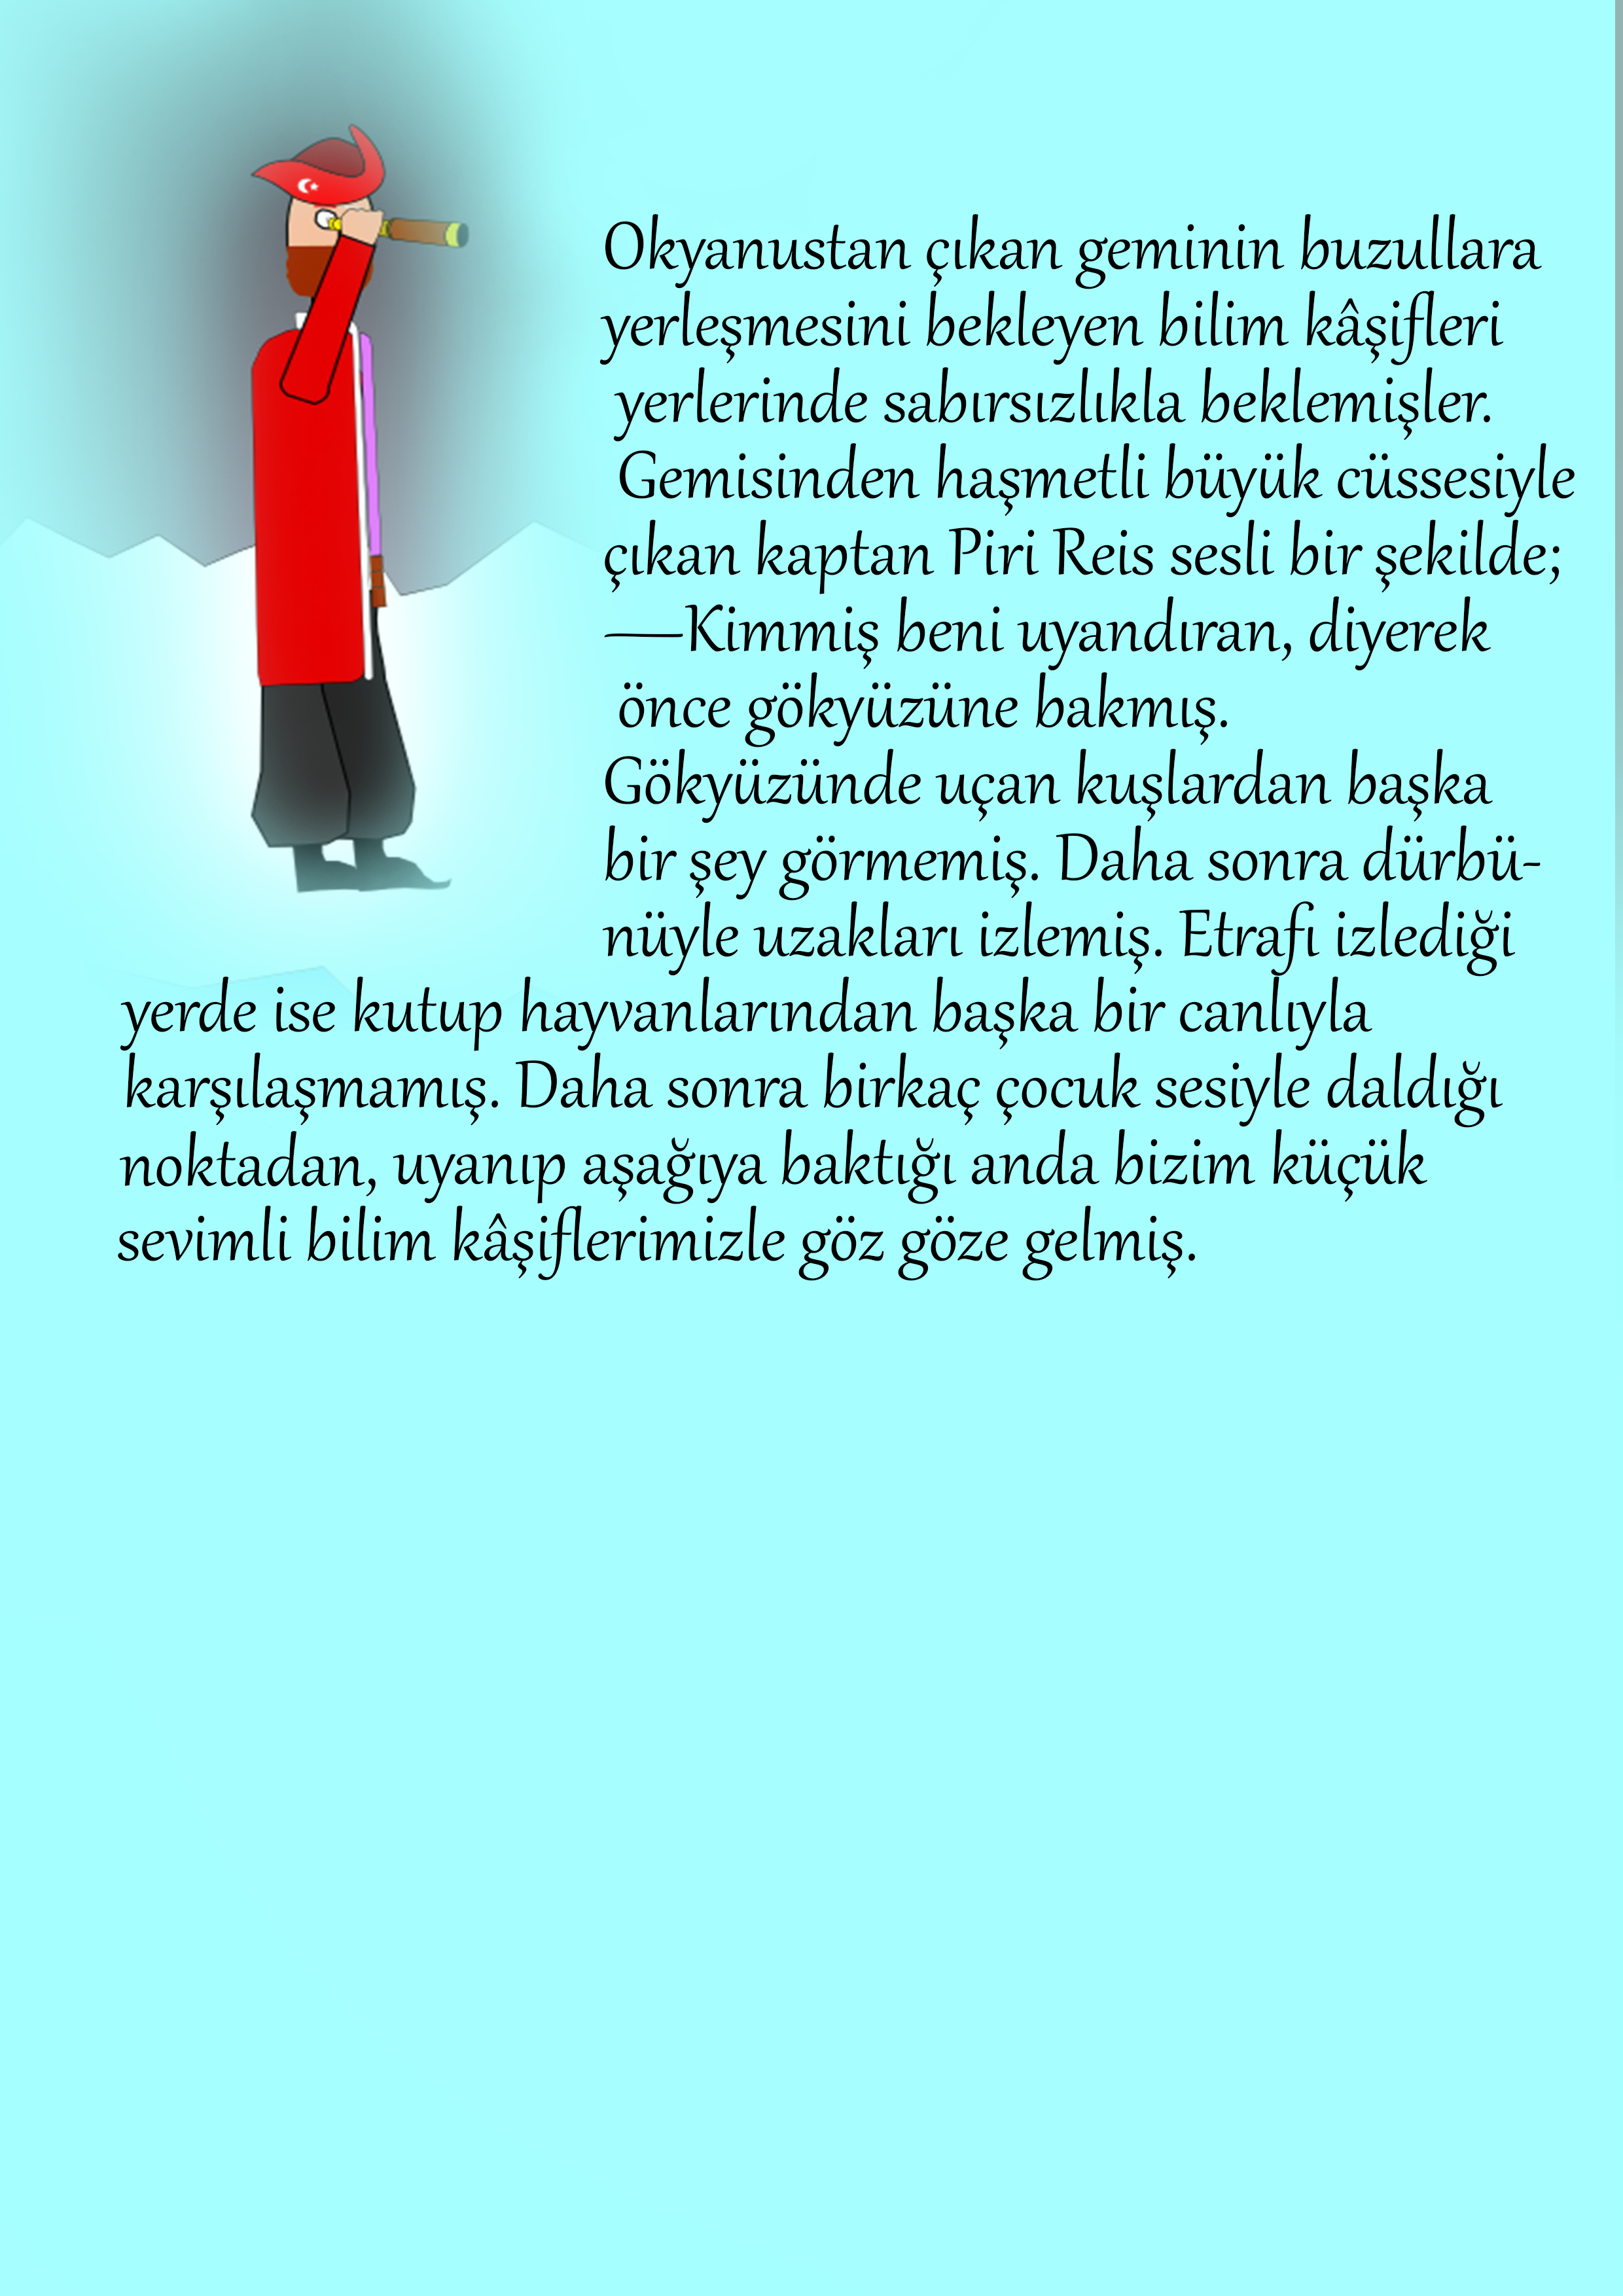 Okyanustan çıkan geminin buzullara
yerleşmesini bekleyen bilim kâşifleri
yerlerinde sabırsızlıkla beklemişler.
Gemisinden haşmetli büyük cüssesiyle
çıkan kaptan Piri Reis sesli bir şekilde;
—Kimmiş beni uyandıran, diyerek
önce gökyüzüne bakmış.
Gökyüzünde uçan kuşlardan başka
bir şey görmemiş. Daha sonra dürbü-
nüyle uzakları izlemiş. Etrafı izlediği
yerde ise kutup hayvanlarından başka bir canlıyla
karşılaşmamış. Daha sonra birkaç çocuk sesiyle daldığı
noktadan, uyanıp aşağıya baktığı anda bizim küçük
sevimli bilim kâşiflerimizle göz göze gelmiş.